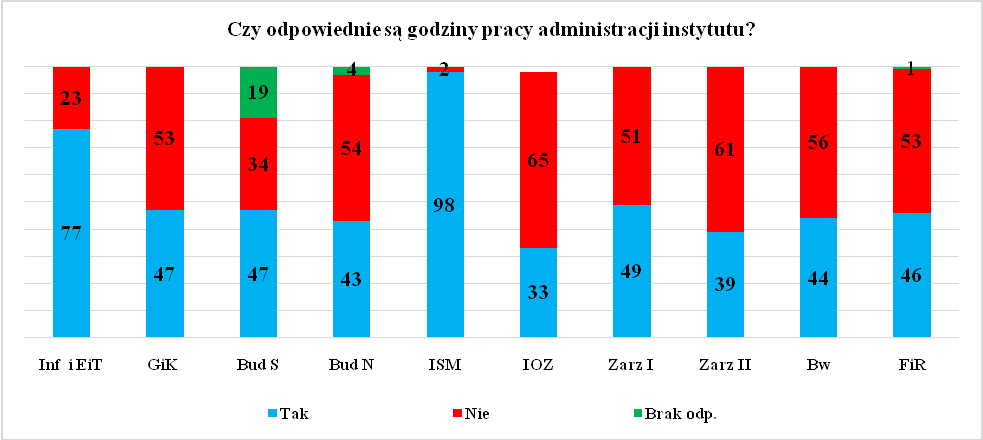 Czy odpowiednie są godziny pracy administracji instytutu?
2 4 1
23 53 19 34 54 65 51 61 56 53
77 47 47 43 98 33 49 39 44 46
Inf i EiT GiK Bud S Bud N ISM IOZ Zarz I Zarz II Bw FiR
Tak Nie Brak odp.